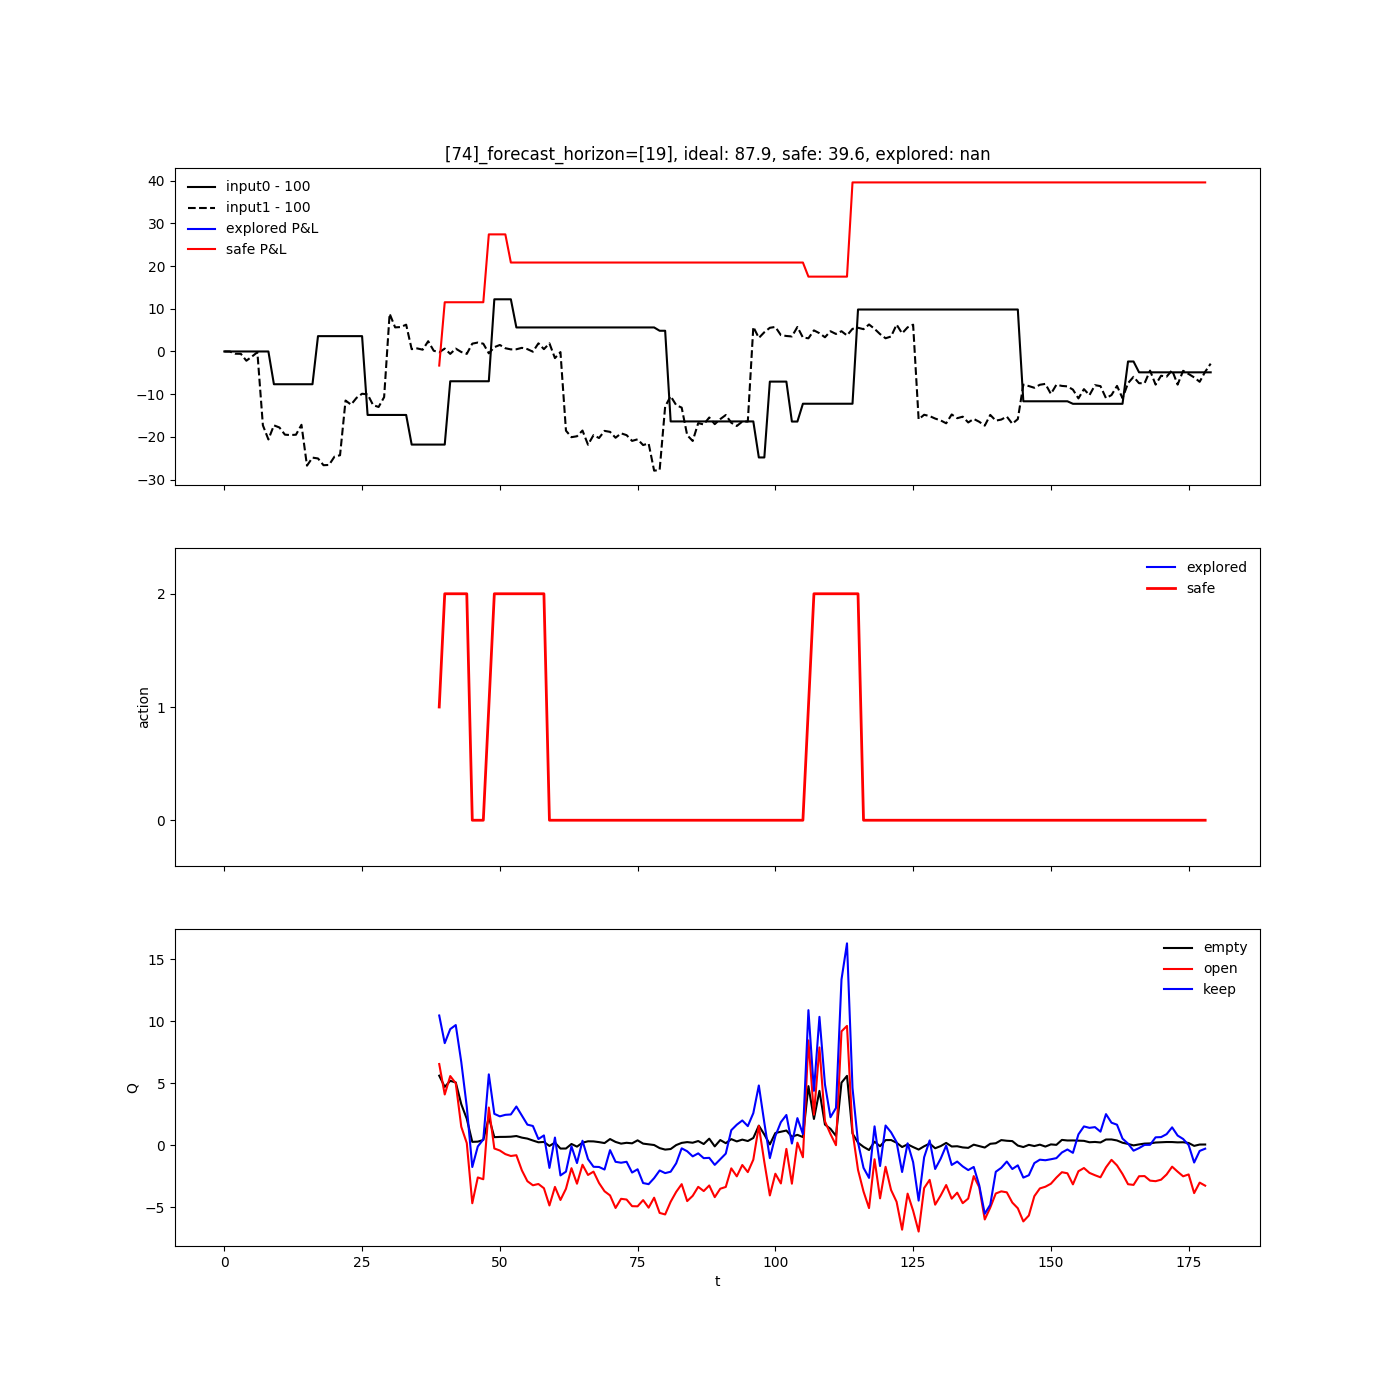 [74]_forecast_horizon=[19], ideal: 87.9, safe: 39.6, explored: nan
40
30
20
10
0
−10
−20
−30
input0 - 100
input1 - 100
explored P&L
safe P&L
action
2
1
0
explored
safe
Q
15
10
5
0
−5
empty
open
keep
0 25 50 75 100 125 150 175
t